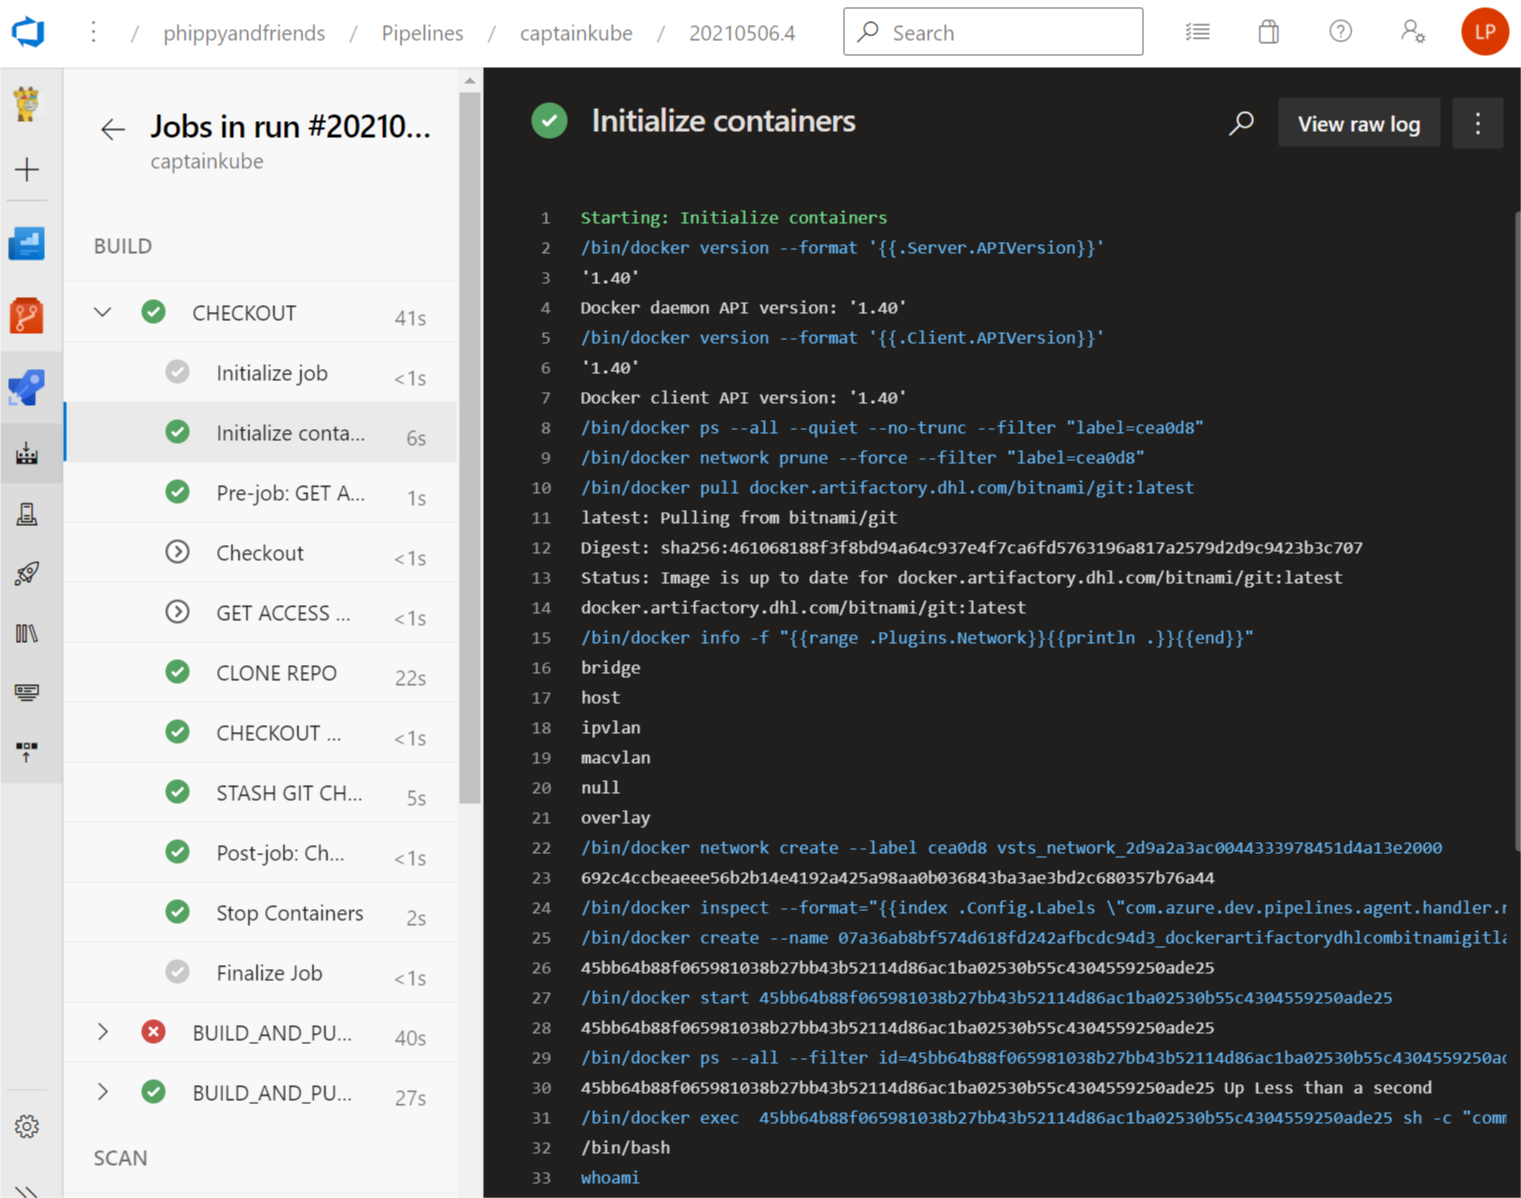 / phippyandfriends / Pipelines / captainkube / 20210506.4
Search
LP
Jobs in run #20210...
captainkube
BUILD
CHECKOUT 41s
Initialize job <1s
Initialize conta... 6s
Pre-job: GET A... 1s
Checkout <1s
GET ACCESS ... <1s
CLONE REPO 22s
CHECKOUT ... <1s
STASH GIT CH... 5s
Post-job: Ch... <1s
Stop Containers 2s
Finalize Job <1s
BUILD_AND_PU... 40s
BUILD_AND_PU... 27s
SCAN
Initialize containers
View raw log
1 Starting: Initialize containers
2 /bin/docker version --format '{{.Server.APIVersion}}'
3 '1.40'
4 Docker daemon API version: '1.40'
5 /bin/docker version --format '{{.Client.APIVersion}}'
6 '1.40'
7 Docker client API version: '1.40'
8 /bin/docker ps --all --quiet --no-trunc --filter "label=cea0d8"
9 /bin/docker network prune --force --filter "label=cea0d8"
10 /bin/docker pull docker.artifactory.dhl.com/bitnami/git:latest
11 latest: Pulling from bitnami/git
12 Digest: sha256:461068188f3f8bd94a64c937e4f7ca6fd5763196a817a2579d2d9c9423b3c707
13 Status: Image is up to date for docker.artifactory.dhl.com/bitnami/git:latest
14 docker.artifactory.dhl.com/bitnami/git:latest
15 /bin/docker info -f "{{range .Plugins.Network}}{{println .}}{{end}}"
16 bridge
17 host
18 ipvlan
19 macvlan
20 null
21 overlay
22 /bin/docker network create --label cea0d8 vsts_network_2d9a2a3ac0044333978451d4a13e2000
23 692c4ccbeaeee56b2b14e4192a425a98aa0b036843ba3ae3bd2c680357b76a44
24 /bin/docker inspect --format="{{index .Config.Labels \"com.azure.dev.pipelines.agent.handler.n
25 /bin/docker create --name 07a36ab8bf574d618fd242afbcdc94d3_dockerartifactorydhlcombitnamigitla
26 45bb64b88f065981038b27bb43b52114d86ac1ba02530b55c4304559250ade25
27 /bin/docker start 45bb64b88f065981038b27bb43b52114d86ac1ba02530b55c4304559250ade25
28 45bb64b88f065981038b27bb43b52114d86ac1ba02530b55c4304559250ade25
29 /bin/docker ps --all --filter id=45bb64b88f065981038b27bb43b52114d86ac1ba02530b55c4304559250ad
30 45bb64b88f065981038b27bb43b52114d86ac1ba02530b55c4304559250ade25 Up Less than a second
31 /bin/docker exec  45bb64b88f065981038b27bb43b52114d86ac1ba02530b55c4304559250ade25 sh -c "comm
32 /bin/bash
33 whoami